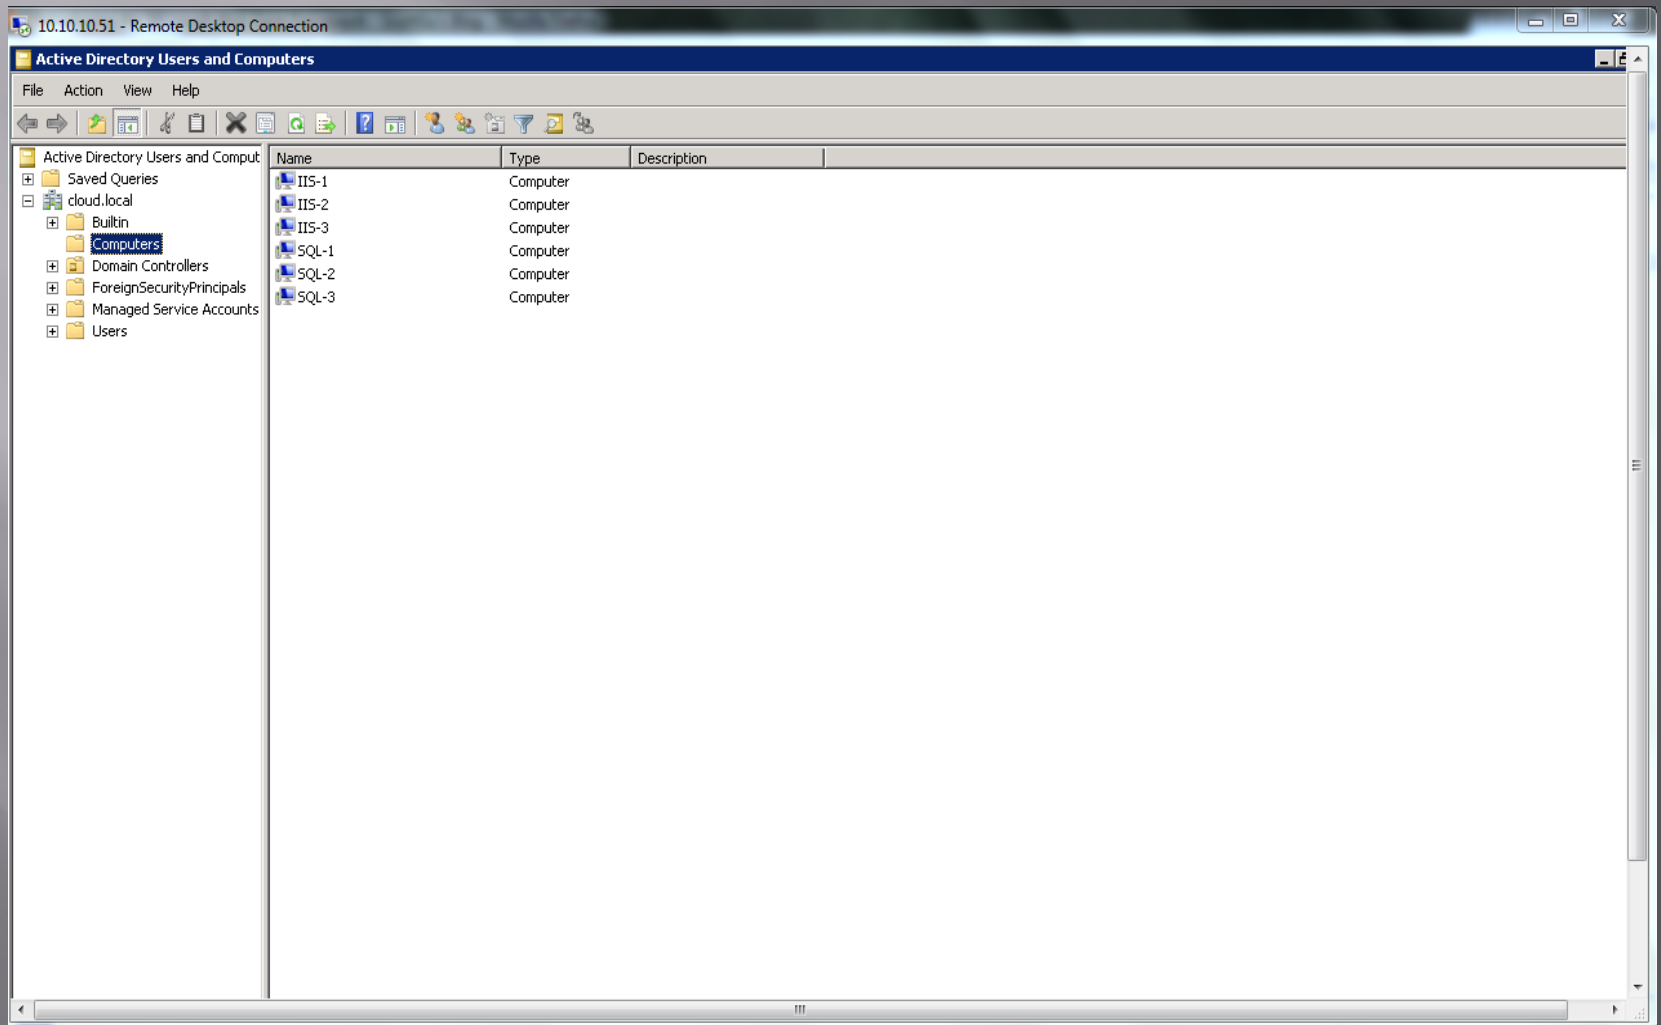 10.10.10.51 - Remote Desktop Connection
Active Directory Users and Computers
File Action View Help
Active Directory Users and Comput
Saved Queries
cloud.local
Builtin
Computers
Domain Controllers
ForeignSecurityPrincipals
Managed Service Accounts
Users
Name Type Description
IIS-1 Computer
IIS-2 Computer
IIS-3 Computer
SQL-1 Computer
SQL-2 Computer
SQL-3 Computer